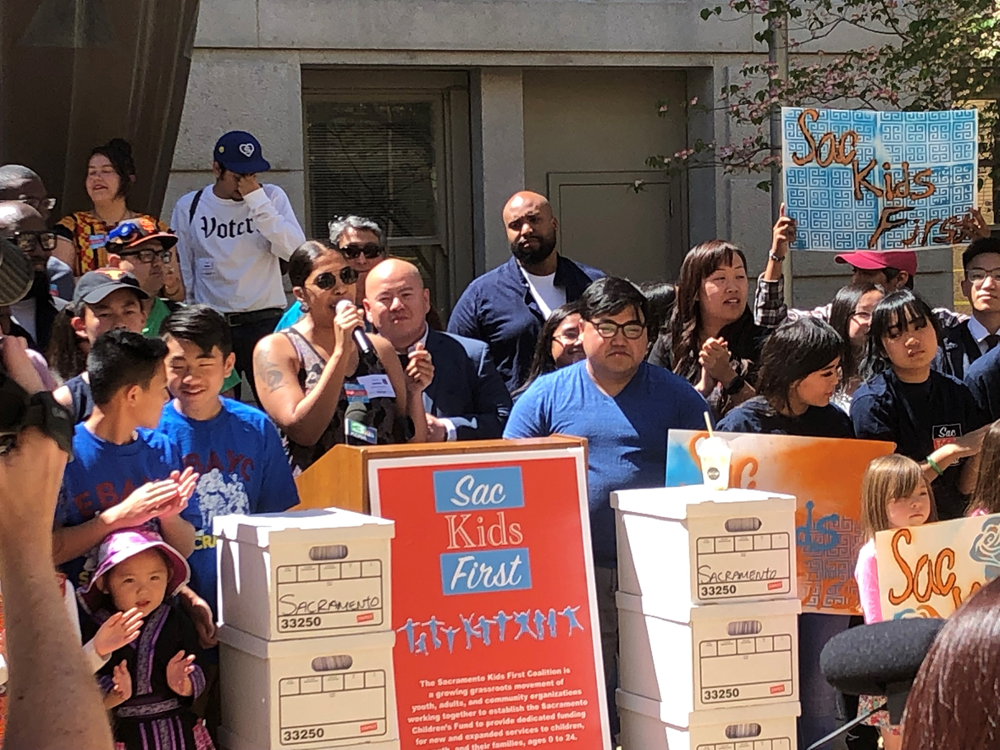 Voter
Sac
Kids
First
Sac
Kids
First
The Sacramento Kids First Coalition is
a growing grassroots movement of
youth, adults, and community organizations
working together to establish the Sacramento
Children's Fund to provide dedicated funding
for new and expanded services to children,
youth, and their families, ages 0 to 24.
SACRAMENTO
33250
33250
SACRAMENTO
33250
STAPLES
33250
Sac
Sac